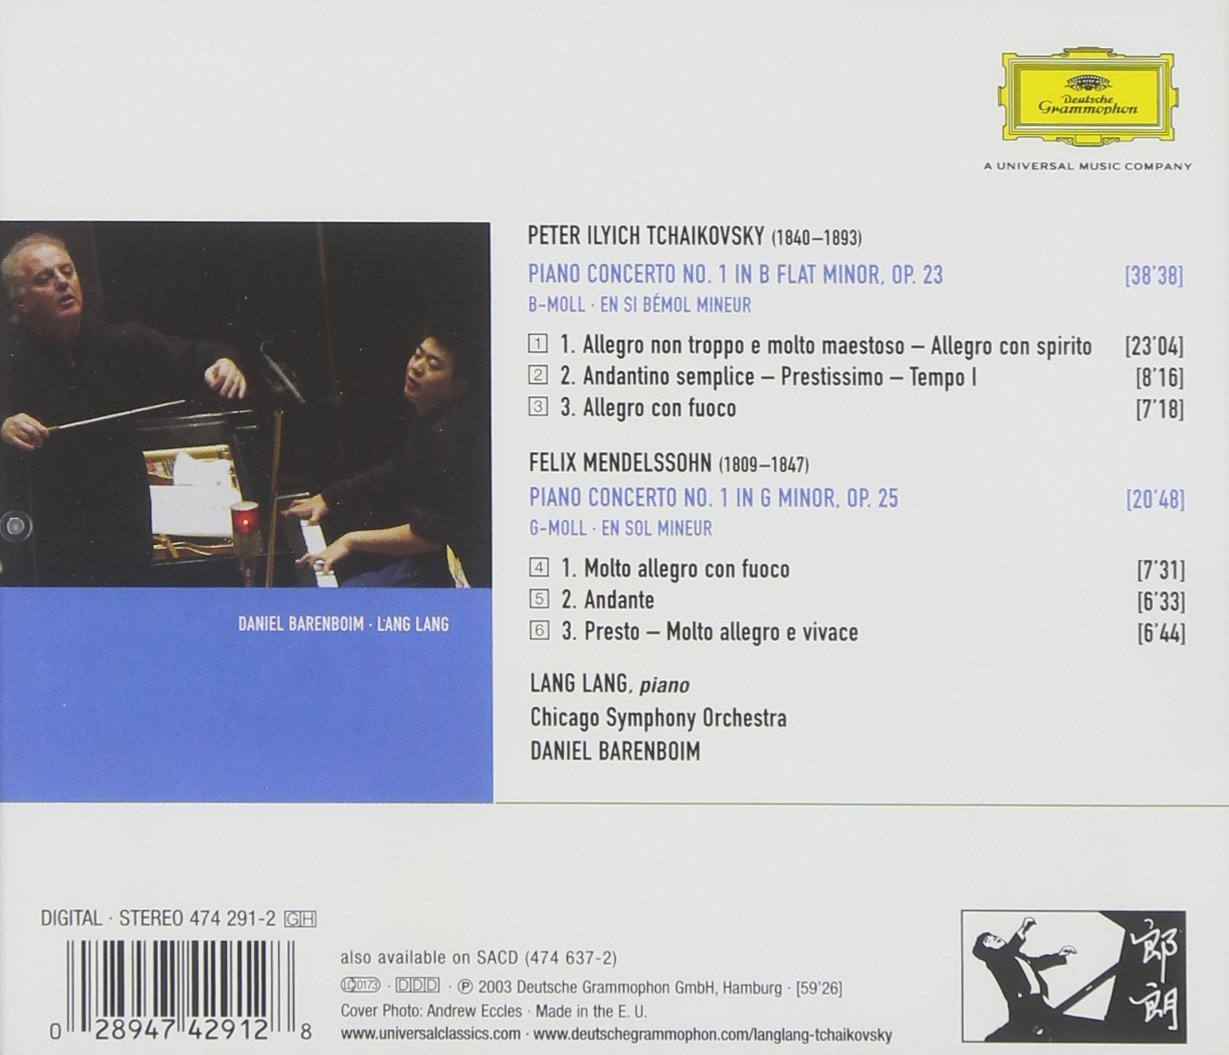 Deutsche
Grammophon
A UNIVERSAL MUSIC COMPANY
PETER ILYICH TCHAIKOVSKY (1840–1893)
PIANO CONCERTO NO. 1 IN B FLAT MINOR, OP. 23 [38'38]
B-MOLL · EN SI BÉMOL MINEUR
1 1. Allegro non troppo e molto maestoso – Allegro con spirito [23'04]
2 2. Andantino semplice – Prestissimo – Tempo I [8'16]
3 3. Allegro con fuoco [7'18]
FELIX MENDELSSOHN (1809–1847)
PIANO CONCERTO NO. 1 IN G MINOR, OP. 25 [20'48]
G-MOLL · EN SOL MINEUR
4 1. Molto allegro con fuoco [7'31]
5 2. Andante [6'33]
6 3. Presto – Molto allegro e vivace [6'44]
LANG LANG, piano
Chicago Symphony Orchestra
DANIEL BARENBOIM
DANIEL BARENBOIM · LANG LANG
DIGITAL · STEREO 474 291-2 GH
0 28947 42912 8
also available on SACD (474 637-2)
LC 0173 · DDD · ℗ 2003 Deutsche Grammophon GmbH, Hamburg · [59'26]
Cover Photo: Andrew Eccles · Made in the E. U.
www.universalclassics.com · www.deutschegrammophon.com/langlang-tchaikovsky
郎
朗